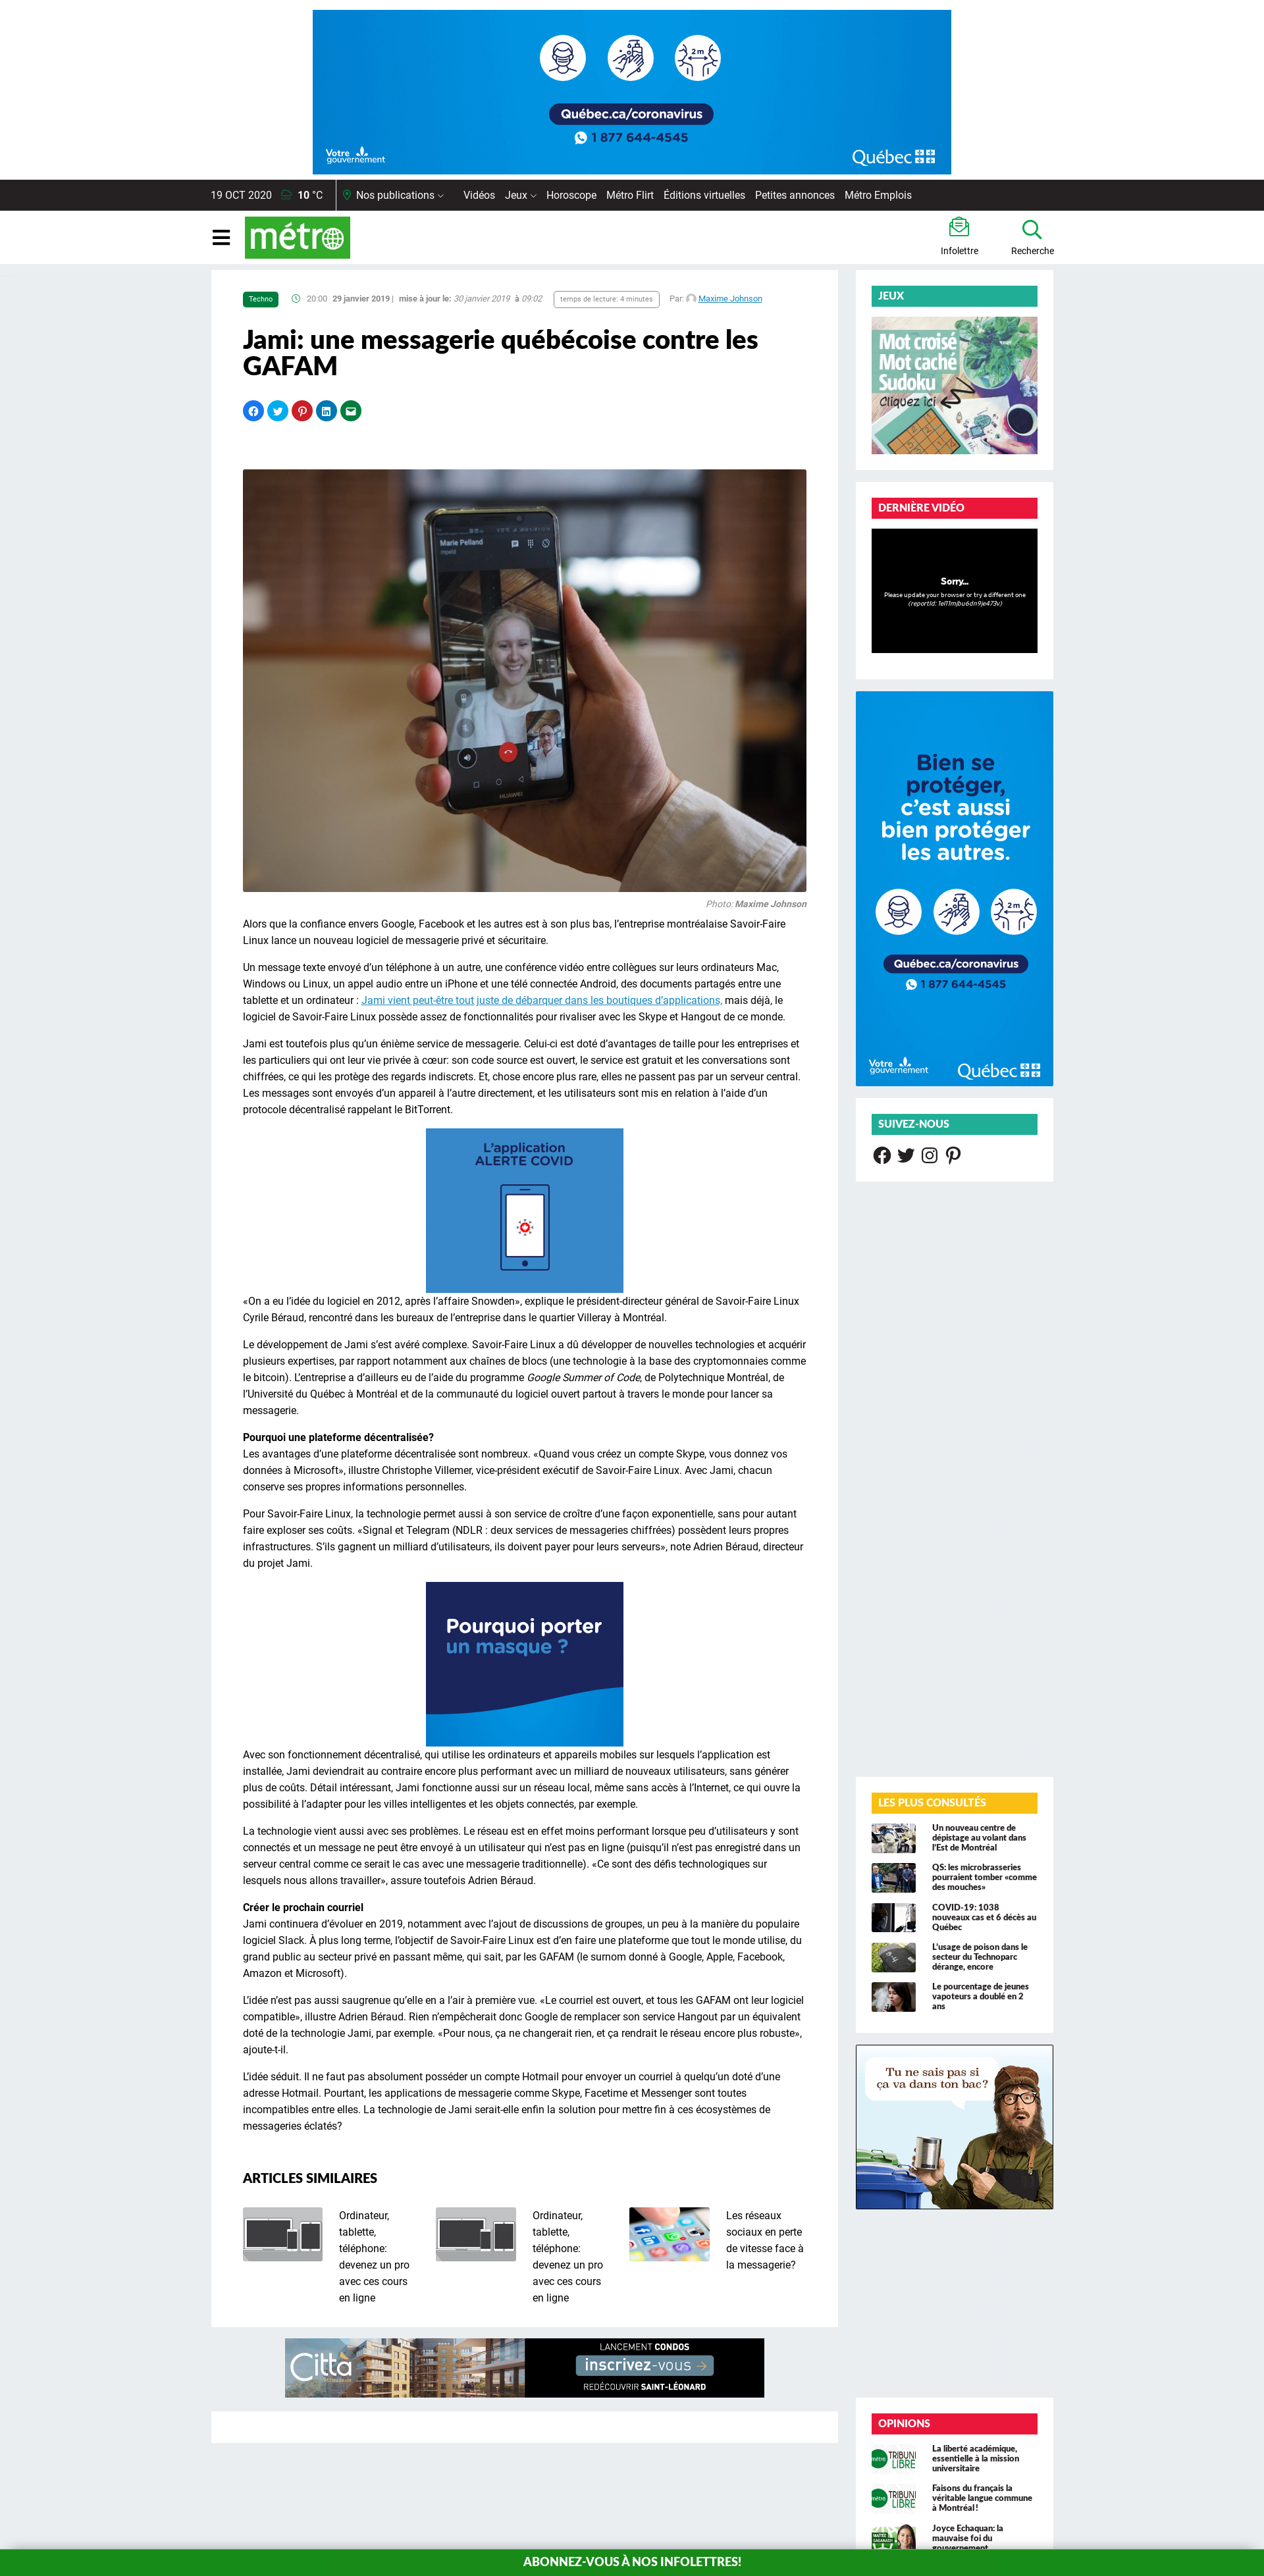 2 m
Québec.ca/coronavirus
1 877 644-4545
Votre
gouvernement
Québec
19 OCT 2020 10 °C Nos publications Vidéos Jeux Horoscope Métro Flirt Éditions virtuelles Petites annonces Métro Emplois
métro
Infolettre
Recherche
Techno 20:00 29 janvier 2019 | mise à jour le: 30 janvier 2019 à 09:02 temps de lecture: 4 minutes Par: Maxime Johnson
Jami: une messagerie québécoise contre les
GAFAM
Marie Pelland
mpeld
HUAWEI
Photo: Maxime Johnson
Alors que la confiance envers Google, Facebook et les autres est à son plus bas, l’entreprise montréalaise Savoir-Faire
Linux lance un nouveau logiciel de messagerie privé et sécuritaire.
Un message texte envoyé d’un téléphone à un autre, une conférence vidéo entre collègues sur leurs ordinateurs Mac,
Windows ou Linux, un appel audio entre un iPhone et une télé connectée Android, des documents partagés entre une
tablette et un ordinateur : Jami vient peut-être tout juste de débarquer dans les boutiques d’applications, mais déjà, le
logiciel de Savoir-Faire Linux possède assez de fonctionnalités pour rivaliser avec les Skype et Hangout de ce monde.
Jami est toutefois plus qu’un énième service de messagerie. Celui-ci est doté d’avantages de taille pour les entreprises et
les particuliers qui ont leur vie privée à cœur: son code source est ouvert, le service est gratuit et les conversations sont
chiffrées, ce qui les protège des regards indiscrets. Et, chose encore plus rare, elles ne passent pas par un serveur central.
Les messages sont envoyés d’un appareil à l’autre directement, et les utilisateurs sont mis en relation à l’aide d’un
protocole décentralisé rappelant le BitTorrent.
L’application
ALERTE COVID
«On a eu l’idée du logiciel en 2012, après l’affaire Snowden», explique le président-directeur général de Savoir-Faire Linux
Cyrile Béraud, rencontré dans les bureaux de l’entreprise dans le quartier Villeray à Montréal.
Le développement de Jami s’est avéré complexe. Savoir-Faire Linux a dû développer de nouvelles technologies et acquérir
plusieurs expertises, par rapport notamment aux chaînes de blocs (une technologie à la base des cryptomonnaies comme
le bitcoin). L’entreprise a d’ailleurs eu de l’aide du programme Google Summer of Code, de Polytechnique Montréal, de
l’Université du Québec à Montréal et de la communauté du logiciel ouvert partout à travers le monde pour lancer sa
messagerie.
Pourquoi une plateforme décentralisée?
Les avantages d’une plateforme décentralisée sont nombreux. «Quand vous créez un compte Skype, vous donnez vos
données à Microsoft», illustre Christophe Villemer, vice-président exécutif de Savoir-Faire Linux. Avec Jami, chacun
conserve ses propres informations personnelles.
Pour Savoir-Faire Linux, la technologie permet aussi à son service de croître d’une façon exponentielle, sans pour autant
faire exploser ses coûts. «Signal et Telegram (NDLR : deux services de messageries chiffrées) possèdent leurs propres
infrastructures. S’ils gagnent un milliard d’utilisateurs, ils doivent payer pour leurs serveurs», note Adrien Béraud, directeur
du projet Jami.
Pourquoi porter
un masque ?
Avec son fonctionnement décentralisé, qui utilise les ordinateurs et appareils mobiles sur lesquels l’application est
installée, Jami deviendrait au contraire encore plus performant avec un milliard de nouveaux utilisateurs, sans générer
plus de coûts. Détail intéressant, Jami fonctionne aussi sur un réseau local, même sans accès à l’Internet, ce qui ouvre la
possibilité à l’adapter pour les villes intelligentes et les objets connectés, par exemple.
La technologie vient aussi avec ses problèmes. Le réseau est en effet moins performant lorsque peu d’utilisateurs y sont
connectés et un message ne peut être envoyé à un utilisateur qui n’est pas en ligne (puisqu’il n’est pas enregistré dans un
serveur central comme ce serait le cas avec une messagerie traditionnelle). «Ce sont des défis technologiques sur
lesquels nous allons travailler», assure toutefois Adrien Béraud.
Créer le prochain courriel
Jami continuera d’évoluer en 2019, notamment avec l’ajout de discussions de groupes, un peu à la manière du populaire
logiciel Slack. À plus long terme, l’objectif de Savoir-Faire Linux est d’en faire une plateforme que tout le monde utilise, du
grand public au secteur privé en passant même, qui sait, par les GAFAM (le surnom donné à Google, Apple, Facebook,
Amazon et Microsoft).
L’idée n’est pas aussi saugrenue qu’elle en a l’air à première vue. «Le courriel est ouvert, et tous les GAFAM ont leur logiciel
compatible», illustre Adrien Béraud. Rien n’empêcherait donc Google de remplacer son service Hangout par un équivalent
doté de la technologie Jami, par exemple. «Pour nous, ça ne changerait rien, et ça rendrait le réseau encore plus robuste»,
ajoute-t-il.
L’idée séduit. Il ne faut pas absolument posséder un compte Hotmail pour envoyer un courriel à quelqu’un doté d’une
adresse Hotmail. Pourtant, les applications de messagerie comme Skype, Facetime et Messenger sont toutes
incompatibles entre elles. La technologie de Jami serait-elle enfin la solution pour mettre fin à ces écosystèmes de
messageries éclatés?
ARTICLES SIMILAIRES
Ordinateur,
tablette,
téléphone:
devenez un pro
avec ces cours
en ligne
Ordinateur,
tablette,
téléphone:
devenez un pro
avec ces cours
en ligne
Les réseaux
sociaux en perte
de vitesse face à
la messagerie?
Città
LANCEMENT CONDOS
inscrivez-vous →
REDÉCOUVRIR SAINT-LÉONARD
JEUX
Mot croisé
Mot caché
Sudoku
Cliquez ici
DERNIÈRE VIDÉO
Sorry...
Please update your browser or try a different one
(reportId: 1el11mjbu6dn9je473v)
Bien se
protéger,
c’est aussi
bien protéger
les autres.
2 m
Québec.ca/coronavirus
1 877 644-4545
Votre
gouvernement
Québec
SUIVEZ-NOUS
LES PLUS CONSULTÉS
Un nouveau centre de
dépistage au volant dans
l’Est de Montréal
QS: les microbrasseries
pourraient tomber «comme
des mouches»
COVID-19: 1038
nouveaux cas et 6 décès au
Québec
L’usage de poison dans le
secteur du Technoparc
dérange, encore
Le pourcentage de jeunes
vapoteurs a doublé en 2
ans
Tu ne sais pas si
ça va dans ton bac?
OPINIONS
métro
TRIBUNE
LIBRE
La liberté académique,
essentielle à la mission
universitaire
métro
TRIBUNE
LIBRE
Faisons du français la
véritable langue commune
à Montréal !
Joyce Echaquan: la
mauvaise foi du
gouvernement
ABONNEZ-VOUS À NOS INFOLETTRES!